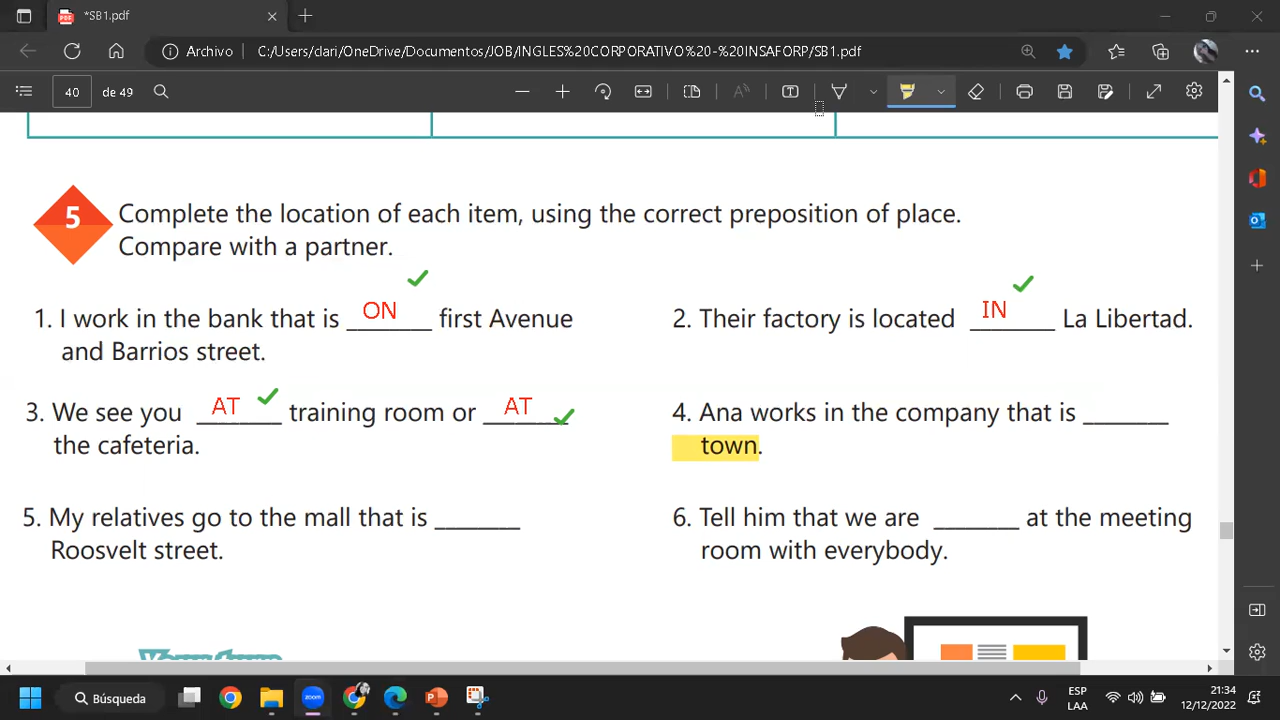 *SB1.pdf
Archivo C:/Users/clari/OneDrive/Documentos/JOB/INGLES%20CORPORATIVO%20-%20INSAFORP/SB1.pdf
40 de 49
5
Complete the location of each item, using the correct preposition of place.
Compare with a partner.
1. I work in the bank that is ON first Avenue
and Barrios street.
2. Their factory is located IN La Libertad.
3. We see you AT training room or AT
the cafeteria.
4. Ana works in the company that is ________
town.
5. My relatives go to the mall that is ________
Roosvelt street.
6. Tell him that we are ________ at the meeting
room with everybody.
Búsqueda
zoom
ESP
LAA
21:34
12/12/2022